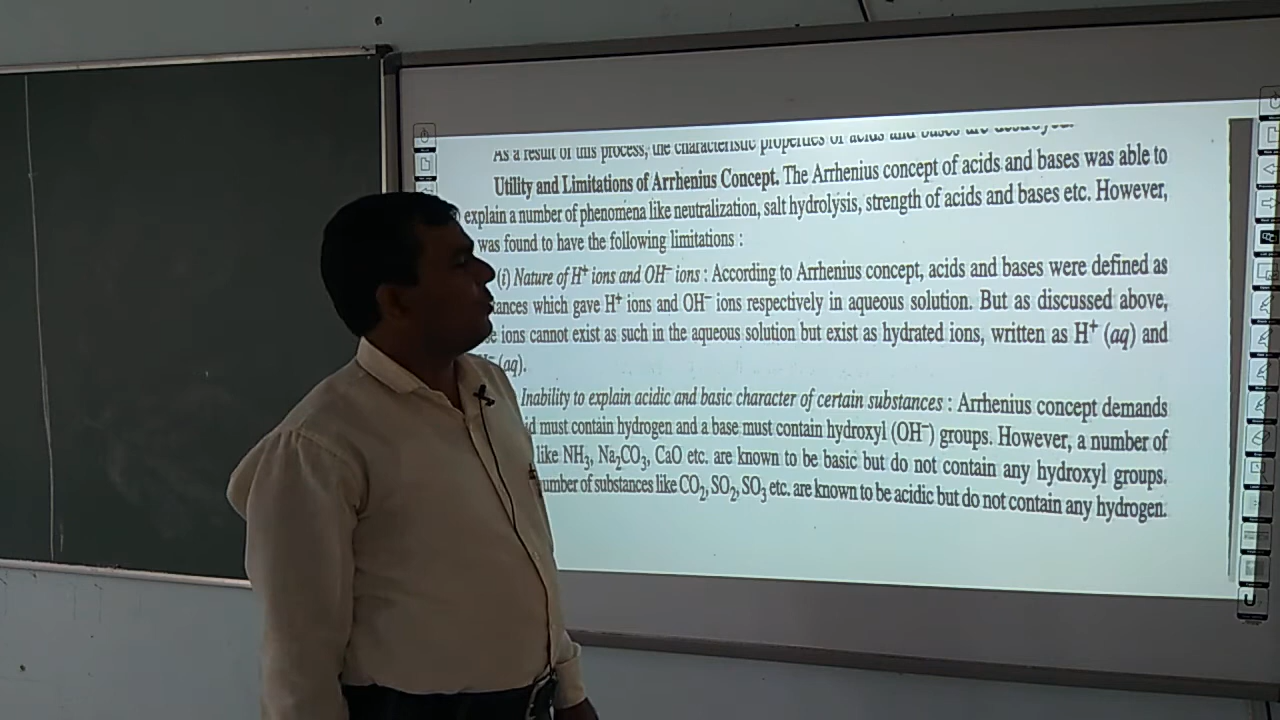 As a result of this process, the characteristic properties of acids and bases are destroyed.
Utility and Limitations of Arrhenius Concept. The Arrhenius concept of acids and bases was able to
explain a number of phenomena like neutralization, salt hydrolysis, strength of acids and bases etc. However,
was found to have the following limitations :
(i) Nature of H⁺ ions and OH⁻ ions : According to Arrhenius concept, acids and bases were defined as
tances which gave H⁺ ions and OH⁻ ions respectively in aqueous solution. But as discussed above,
e ions cannot exist as such in the aqueous solution but exist as hydrated ions, written as H⁺ (aq) and
(aq).
Inability to explain acidic and basic character of certain substances : Arrhenius concept demands
d must contain hydrogen and a base must contain hydroxyl (OH⁻) groups. However, a number of
like NH₃, Na₂CO₃, CaO etc. are known to be basic but do not contain any hydroxyl groups.
umber of substances like CO₂, SO₂, SO₃ etc. are known to be acidic but do not contain any hydrogen.